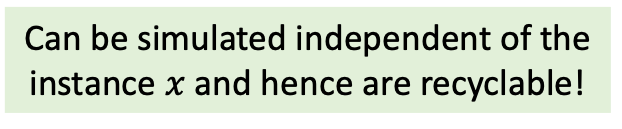 Can be simulated independent of the
instance 𝑥 and hence are recyclable!